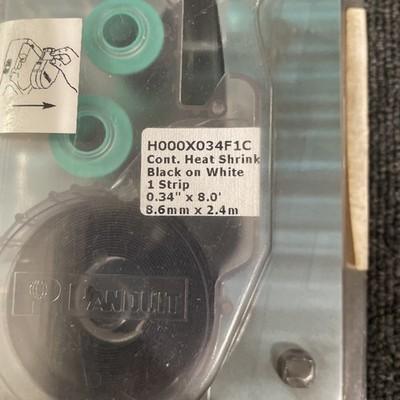 H000X034F1C
Cont. Heat Shrink
Black on White
1 Strip
0.34" x 8.0'
8.6mm x 2.4m
PANDUIT